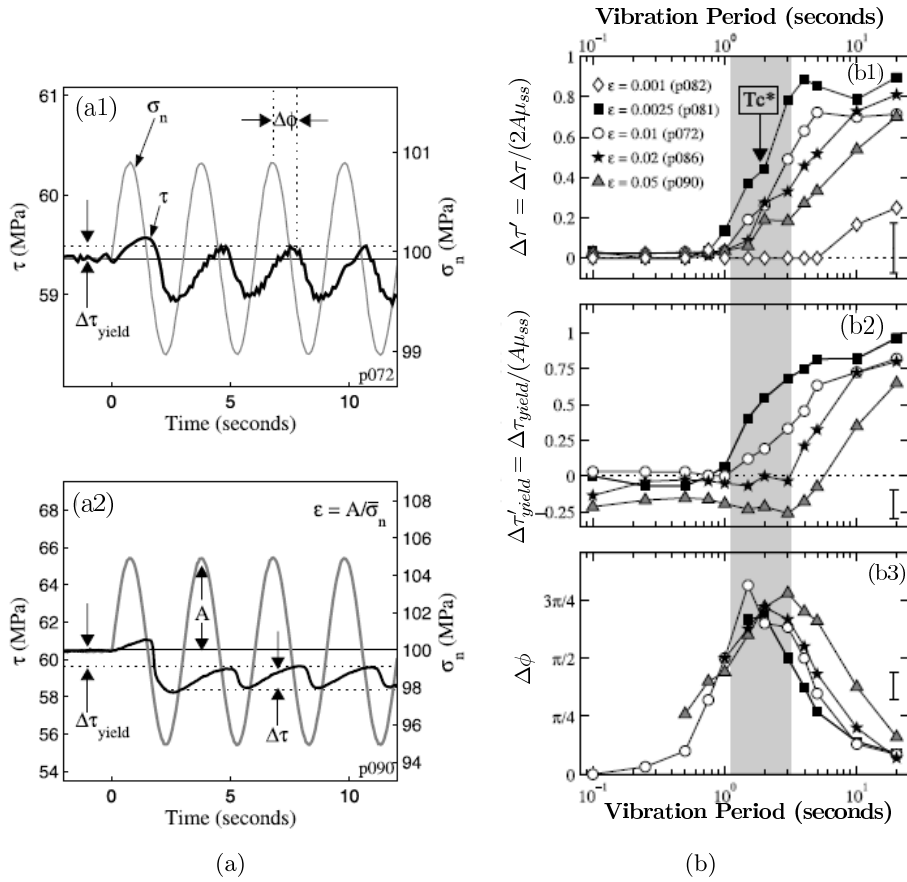 (a1)
61
60
59
τ (MPa)
σn
τ
Δϕ
101
100
99
σn (MPa)
Δτyield
p072
0 5 10
Time (seconds)
(a2)
ε = A/σ̅n
68
66
64
62
60
58
56
54
τ (MPa)
108
106
104
102
100
98
96
94
σn (MPa)
A
Δτyield
Δτ
p090
0 5 10
Time (seconds)
(a)
Vibration Period (seconds)
10⁻¹ 10⁰ 10¹
(b1)
1
0.8
0.6
0.4
0.2
0
Δτ′ = Δτ/(2Aμss)
ε = 0.001 (p082)
ε = 0.0025 (p081)
ε = 0.01 (p072)
ε = 0.02 (p086)
ε = 0.05 (p090)
Tc*
(b2)
1
0.75
0.5
0.25
0
-0.25
Δτ′yield = Δτyield/(Aμss)
(b3)
3π/4
π/2
π/4
0
Δϕ
10⁻¹ 10⁰ 10¹
Vibration Period (seconds)
(b)